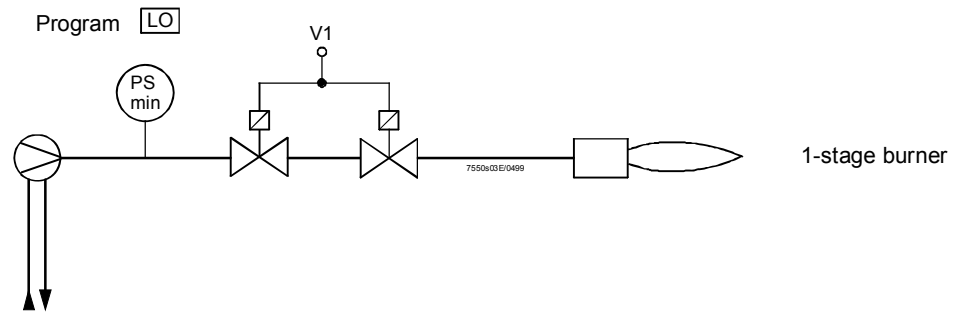 Program LO
V1
PS
min
7550s03E/0499
1-stage burner